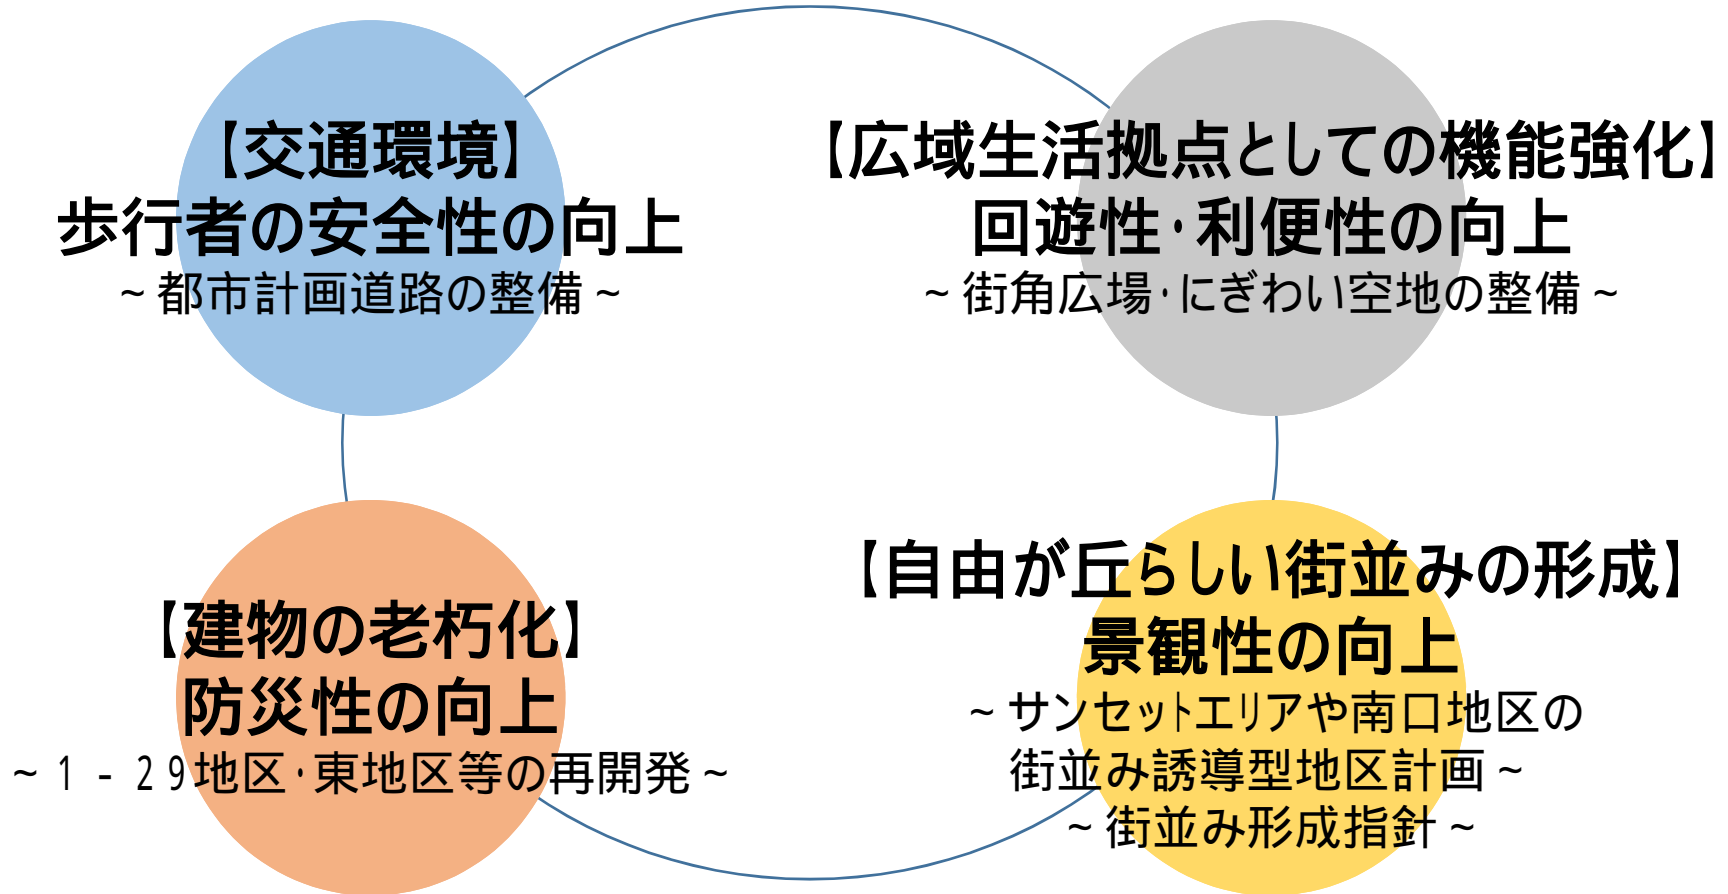 【交通環境】
歩行者の安全性の向上
~都市計画道路の整備~
【広域生活拠点としての機能強化】
回遊性・利便性の向上
~街角広場・にぎわい空地の整備~
【建物の老朽化】
防災性の向上
~1-29地区・東地区等の再開発~
【自由が丘らしい街並みの形成】
景観性の向上
~サンセットエリアや南口地区の
街並み誘導型地区計画~
~街並み形成指針~